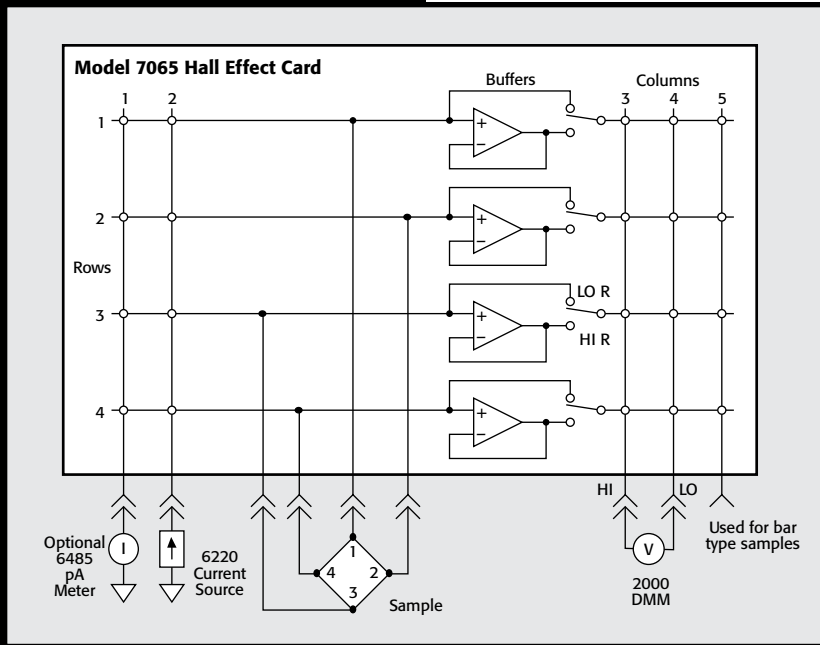 Model 7065 Hall Effect Card
Buffers
Columns
1 2
3 4 5
1
+
−
2
+
−
Rows
3
+
−
LO R
HI R
4
+
−
HI
LO
Used for bar
type samples
Optional
6485
pA
Meter
I
6220
Current
Source
1
4 2
3
Sample
V
2000
DMM